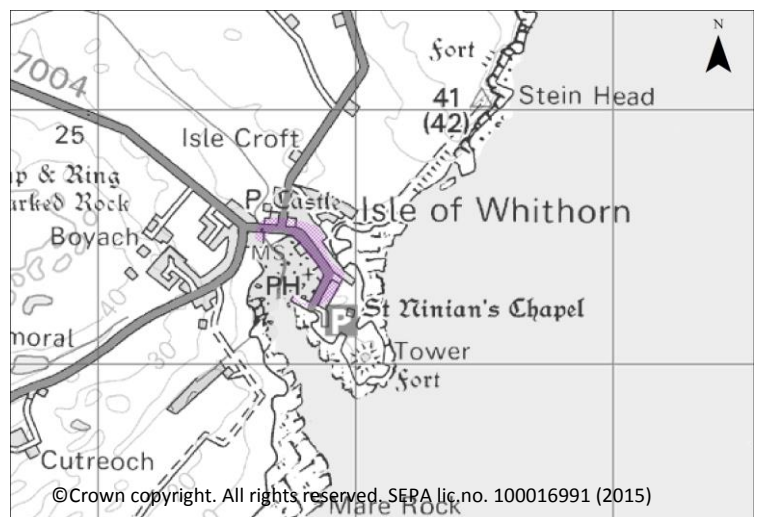 N
7004
fort
41
(42)
Stein Head
25
Isle Croft
up & Ring
arked Rock
P
Castle
Isle of Whithorn
Boyach
MS
PH
P
St Ninian's Chapel
moral
40
30
Tower
fort
Cutreoch
©Crown copyright. All rights reserved. SEPA lic.no. 100016991 (2015)
Mare Rock